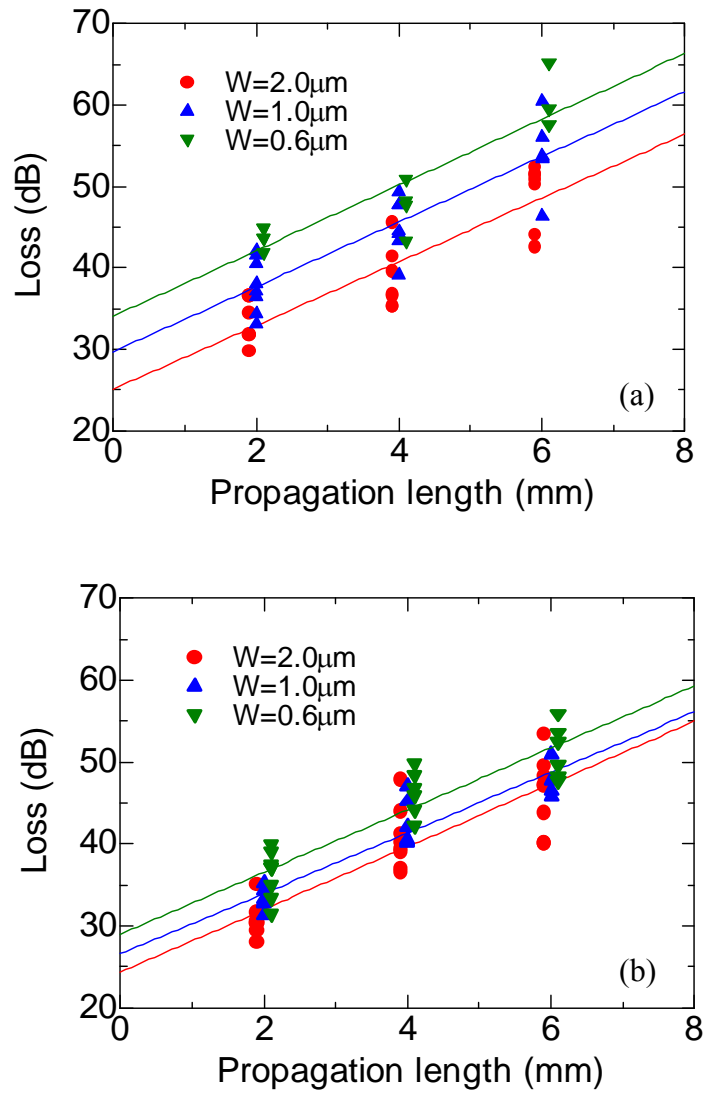 70
60
50
40
30
20
Loss (dB)
W=2.0μm
W=1.0μm
W=0.6μm
(a)
0 2 4 6 8
Propagation length (mm)
70
60
50
40
30
20
Loss (dB)
W=2.0μm
W=1.0μm
W=0.6μm
(b)
0 2 4 6 8
Propagation length (mm)